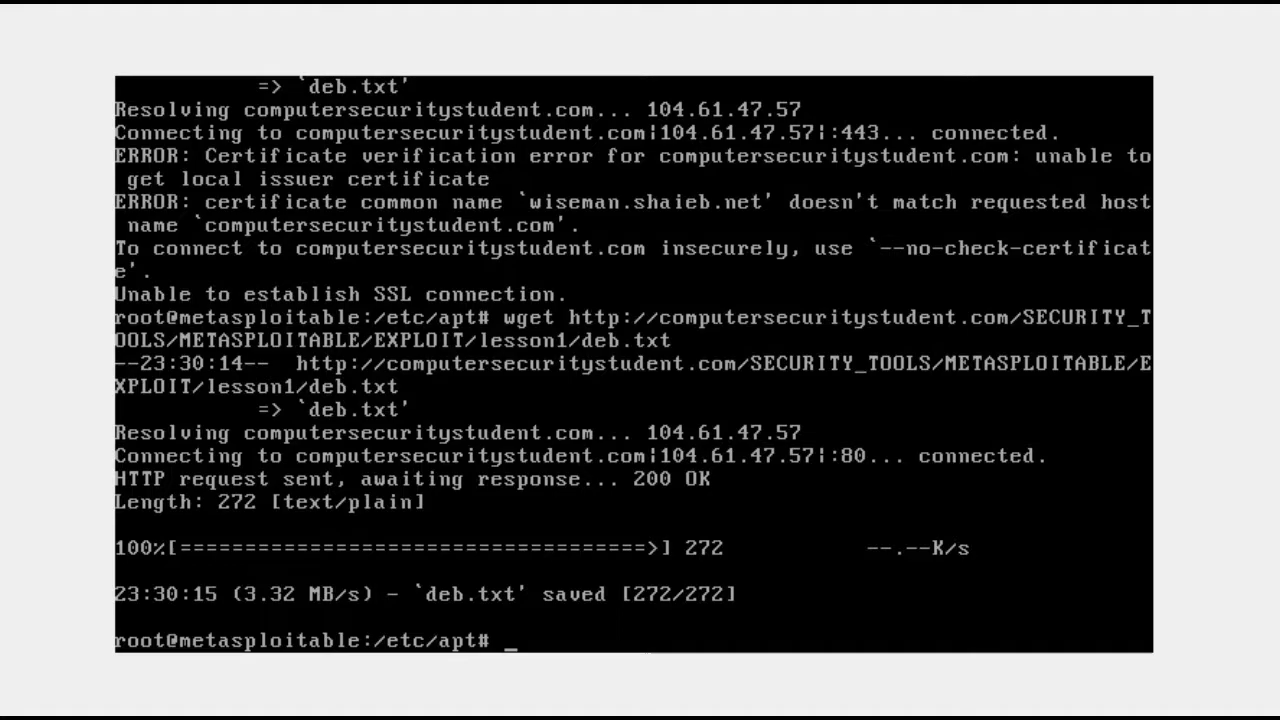 => `deb.txt'
Resolving computersecuritystudent.com... 104.61.47.57
Connecting to computersecuritystudent.com|104.61.47.57|:443... connected.
ERROR: Certificate verification error for computersecuritystudent.com: unable to
get local issuer certificate
ERROR: certificate common name `wiseman.shaieb.net' doesn't match requested host
name `computersecuritystudent.com'.
To connect to computersecuritystudent.com insecurely, use `--no-check-certificat
e'.
Unable to establish SSL connection.
root@metasploitable:/etc/apt# wget http://computersecuritystudent.com/SECURITY_T
OOLS/METASPLOITABLE/EXPLOIT/lesson1/deb.txt
--23:30:14--  http://computersecuritystudent.com/SECURITY_TOOLS/METASPLOITABLE/E
XPLOIT/lesson1/deb.txt
=> `deb.txt'
Resolving computersecuritystudent.com... 104.61.47.57
Connecting to computersecuritystudent.com|104.61.47.57|:80... connected.
HTTP request sent, awaiting response... 200 OK
Length: 272 [text/plain]
100%[====================================>] 272 --.--K/s
23:30:15 (3.32 MB/s) - `deb.txt' saved [272/272]
root@metasploitable:/etc/apt# _